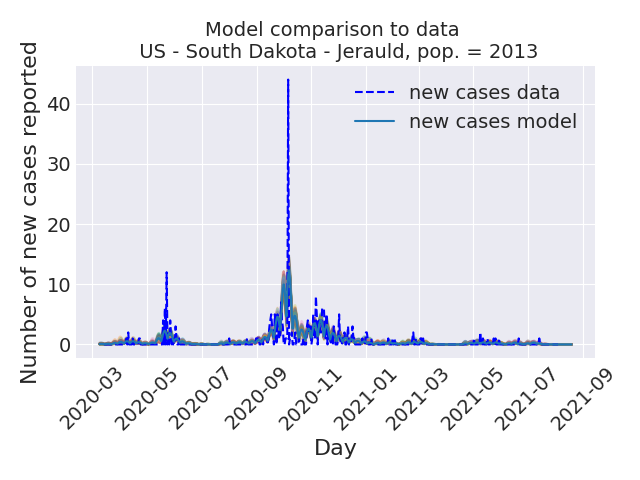 Model comparison to data
US - South Dakota - Jerauld, pop. = 2013
Number of new cases reported
new cases data
new cases model
40
30
20
10
0
2020-03
2020-05
2020-07
2020-09
2020-11
2021-01
2021-03
2021-05
2021-07
2021-09
Day